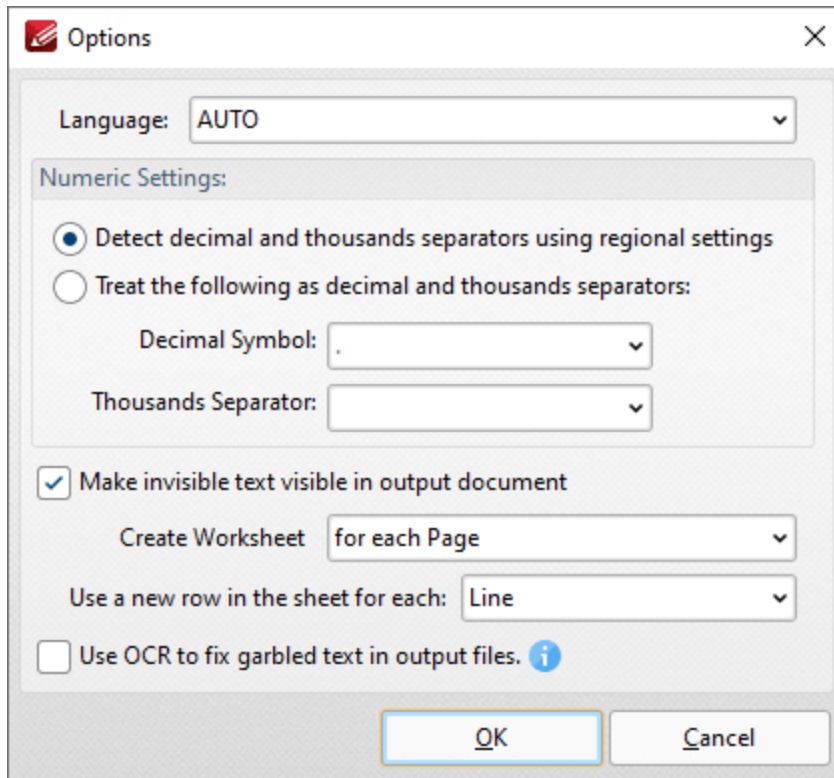 Options
Language: AUTO
Numeric Settings:
Detect decimal and thousands separators using regional settings
Treat the following as decimal and thousands separators:
Decimal Symbol: .
Thousands Separator:
Make invisible text visible in output document
Create Worksheet for each Page
Use a new row in the sheet for each: Line
Use OCR to fix garbled text in output files. i
OK Cancel